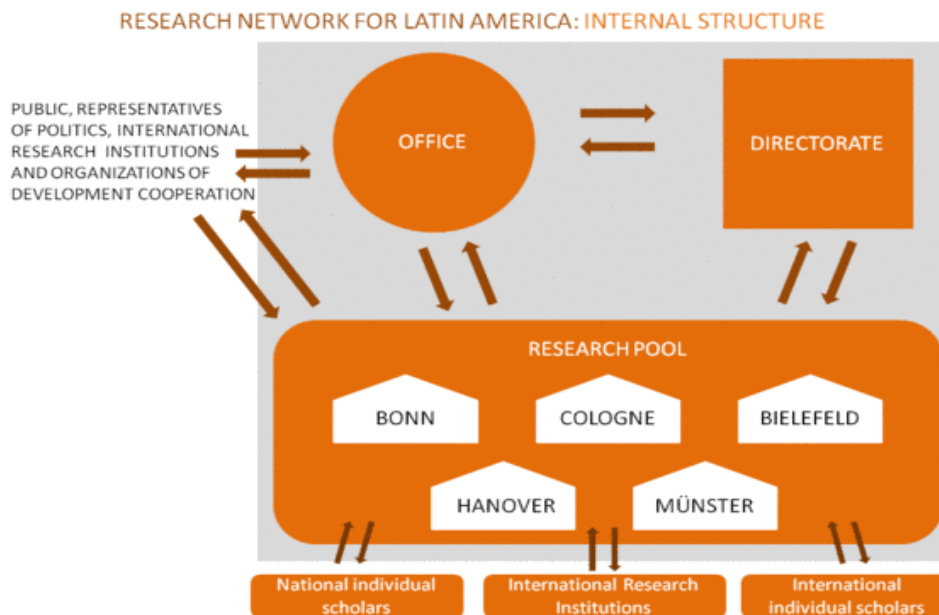 RESEARCH NETWORK FOR LATIN AMERICA: INTERNAL STRUCTURE
PUBLIC, REPRESENTATIVES
OF POLITICS, INTERNATIONAL
RESEARCH INSTITUTIONS
AND ORGANIZATIONS OF
DEVELOPMENT COOPERATION
OFFICE
DIRECTORATE
RESEARCH POOL
BONN
COLOGNE
BIELEFELD
HANOVER
MÜNSTER
National individual
scholars
International Research
Institutions
International
individual scholars